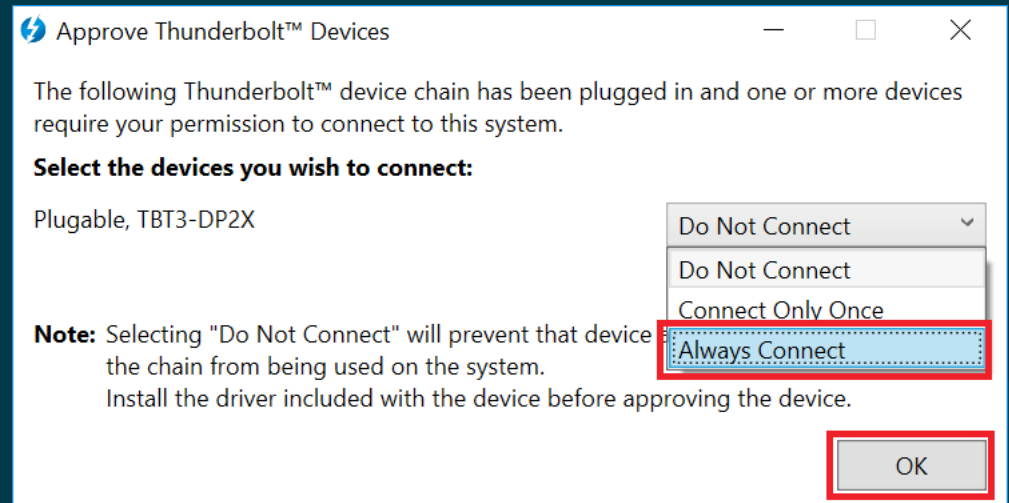 Approve Thunderbolt™ Devices
The following Thunderbolt™ device chain has been plugged in and one or more devices
require your permission to connect to this system.
Select the devices you wish to connect:
Plugable, TBT3-DP2X
Do Not Connect
Do Not Connect
Connect Only Once
Always Connect
Note: Selecting "Do Not Connect" will prevent that device
the chain from being used on the system.
Install the driver included with the device before approving the device.
OK